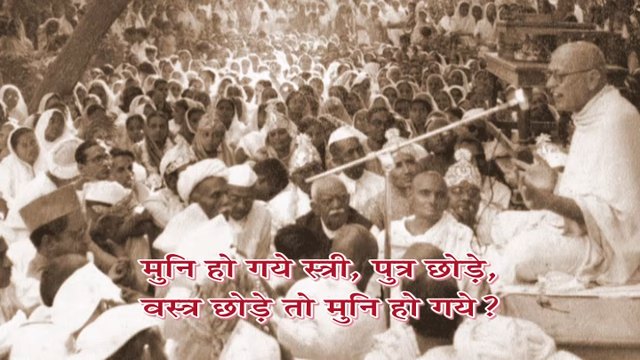 मुनि हो गये स्त्री, पुत्र छोड़े,
वस्त्र छोड़े तो मुनि हो गये ?